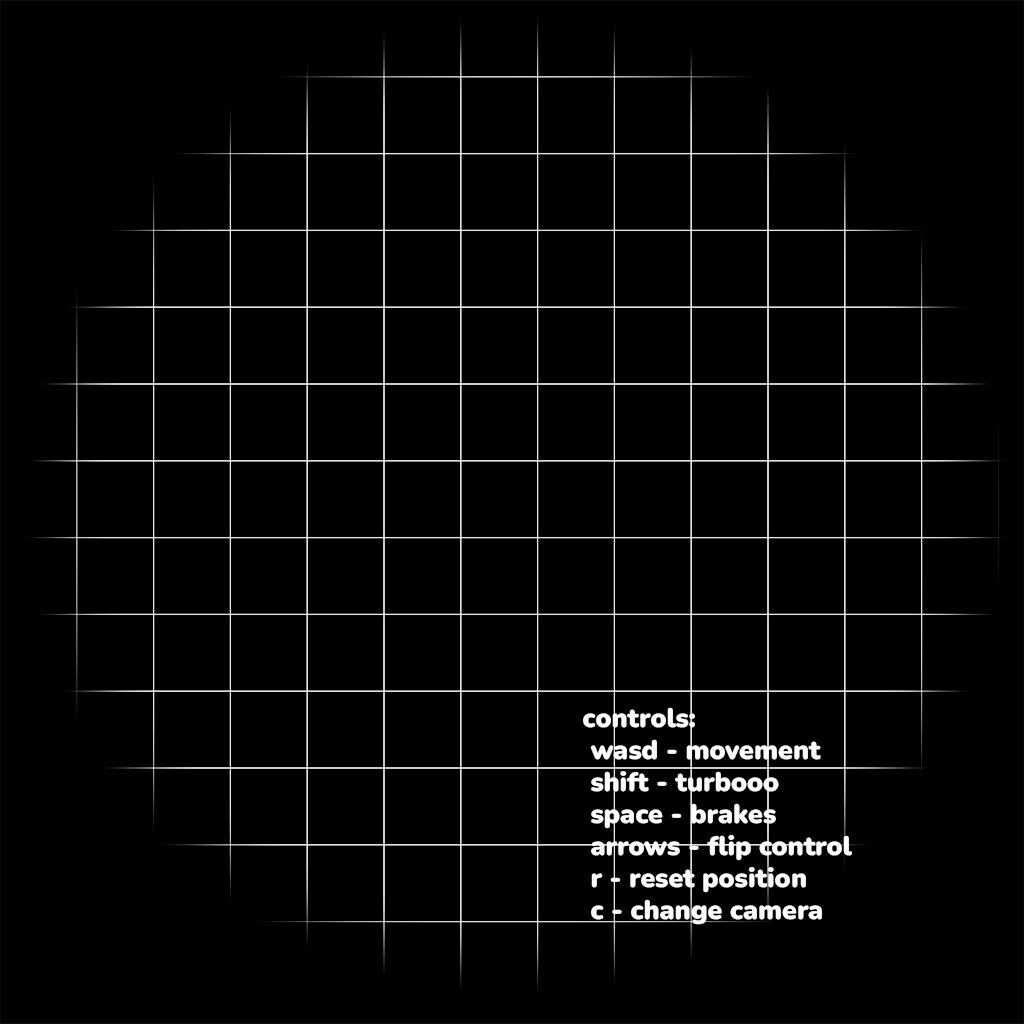 controls:
wasd - movement
shift - turbooo
space - brakes
arrows - flip control
r - reset position
c - change camera